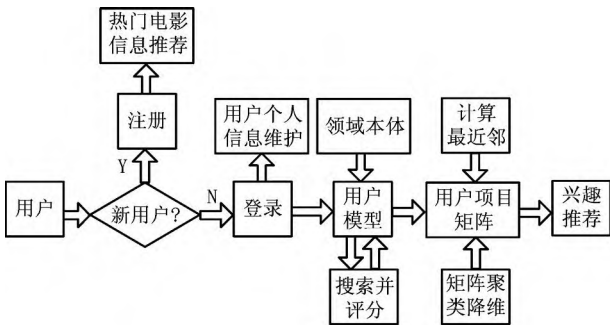 热门电影
信息推荐
注册
用户个人
信息维护
领域本体
计算
最近邻
Y
N
用户
新用户?
登录
用户
模型
用户项目
矩阵
兴趣
推荐
搜索并
评分
矩阵聚
类降维